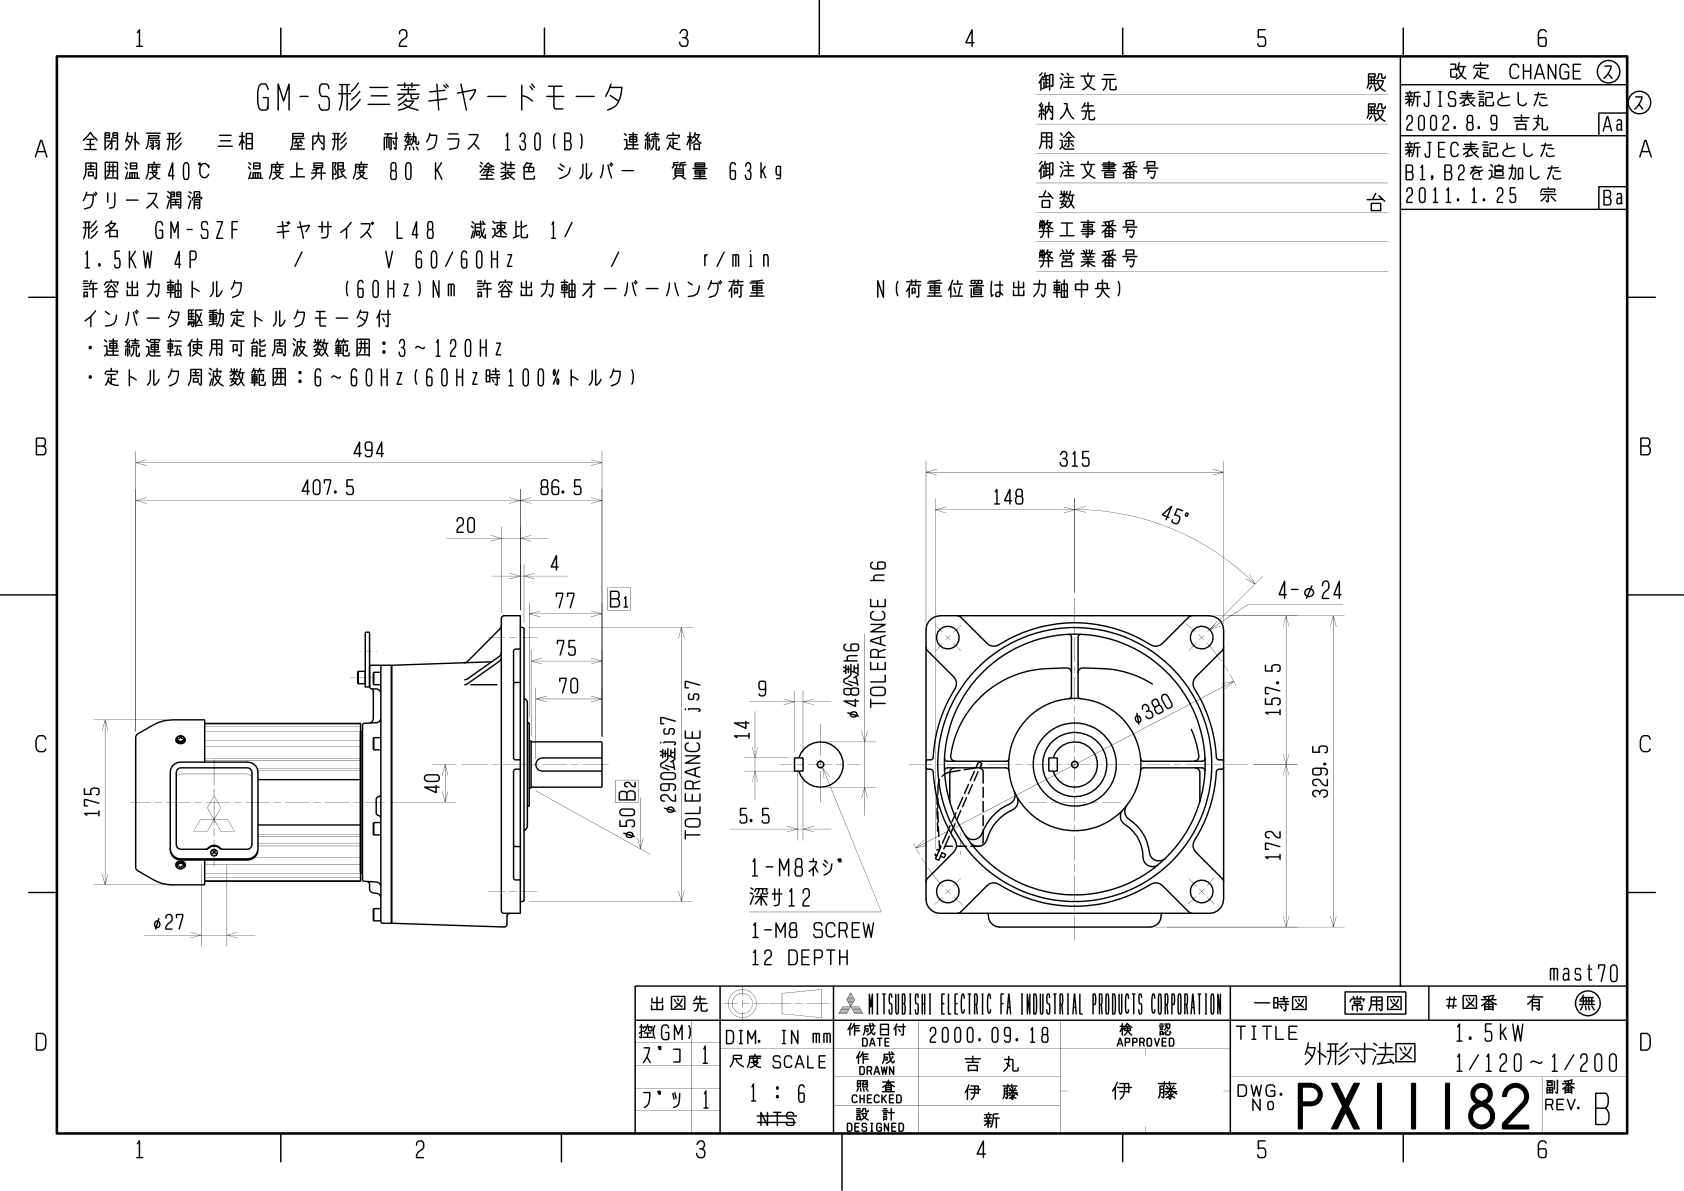 1 2 3 4 5 6
GM-S形三菱ギヤードモータ
全閉外扇形 三相 屋内形 耐熱クラス 130(B) 連続定格
周囲温度40℃ 温度上昇限度 80 K 塗装色 シルバー 質量 63kg
グリース潤滑
形名 GM-SZF ギヤサイズ L48 減速比 1/
1.5KW 4P / V 60/60Hz / r/min
許容出力軸トルク (60Hz)Nm 許容出力軸オーバーハング荷重 N(荷重位置は出力軸中央)
インバータ駆動定トルクモータ付
・連続運転使用可能周波数範囲：3~120Hz
・定トルク周波数範囲：6~60Hz(60Hz時100%トルク)
御注文元 殿
納入先 殿
用途
御注文書番号
台数 台
弊工事番号
弊営業番号
改定 CHANGE ス
新JIS表記とした
2002.8.9 吉丸 Aa
ス
新JEC表記とした
B1,B2を追加した
2011.1.25 宗 Ba
A A
B B
C C
D D
494
407.5 86.5
20
4
77 B1
75
70
175
40
φ27
φ50 B2
φ290公差js7
TOLERANCE js7
9
14
5.5
φ48公差h6
TOLERANCE h6
1-M8ネジ
深サ12
1-M8 SCREW
12 DEPTH
315
148
45°
4-φ24
φ380
157.5
329.5
172
mast70
出図先
控(GM)
ズコ 1
ブツ 1
DIM. IN mm
尺度 SCALE
1 : 6
NTS
MITSUBISHI ELECTRIC FA INDUSTRIAL PRODUCTS CORPORATION
作成日付 DATE 2000.09.18
作成 DRAWN 吉丸
照査 CHECKED 伊藤
設計 DESIGNED 新
検認 APPROVED
伊藤
一時図 常用図 #図番 有 無
TITLE 外形寸法図
1.5kW
1/120~1/200
DWG. No PX11182
副番 REV. B
1 2 3 4 5 6